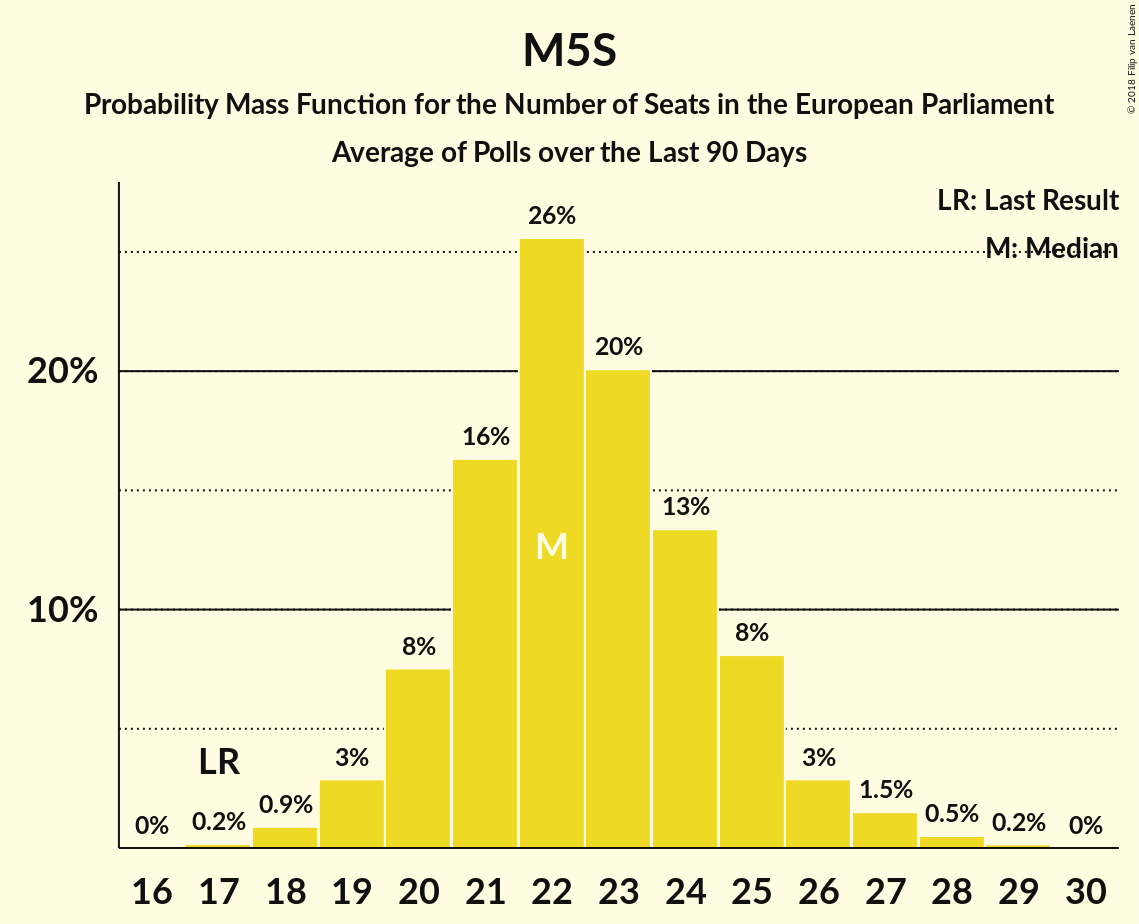 M5S
Probability Mass Function for the Number of Seats in the European Parliament
Average of Polls over the Last 90 Days
© 2018 Filip van Laenen
LR: Last Result
M: Median
20%
10%
0%
0.2%
0.9%
3%
8%
16%
26%
20%
13%
8%
3%
1.5%
0.5%
0.2%
0%
LR
M
16 17 18 19 20 21 22 23 24 25 26 27 28 29 30